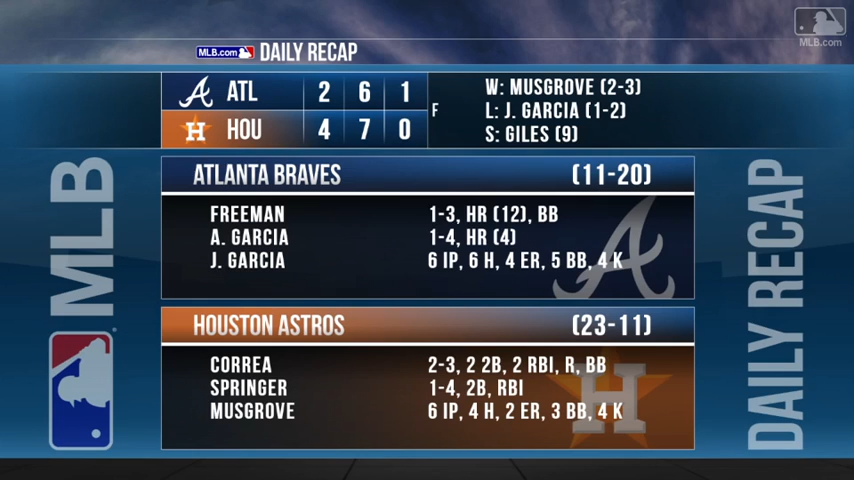 MLB.com
MLB.com DAILY RECAP
ATL 2 6 1
HOU 4 7 0
F
W: MUSGROVE (2-3)
L: J. GARCIA (1-2)
S: GILES (9)
ATLANTA BRAVES (11-20)
FREEMAN 1-3, HR (12), BB
A. GARCIA 1-4, HR (4)
J. GARCIA 6 IP, 6 H, 4 ER, 5 BB, 4 K
HOUSTON ASTROS (23-11)
CORREA 2-3, 2 2B, 2 RBI, R, BB
SPRINGER 1-4, 2B, RBI
MUSGROVE 6 IP, 4 H, 2 ER, 3 BB, 4 K
MLB
DAILY RECAP